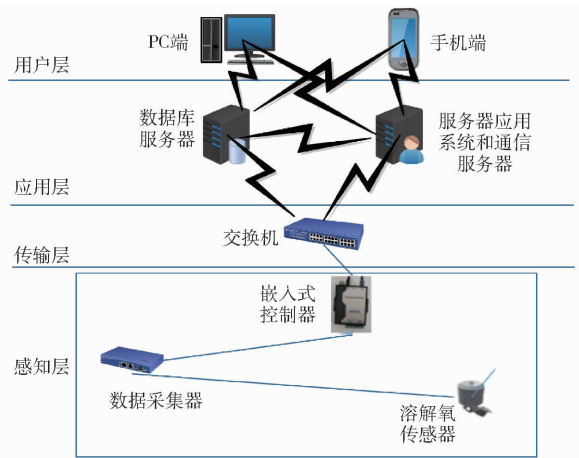 PC端
手机端
用户层
数据库
服务器
服务器应用
系统和通信
服务器
应用层
交换机
传输层
嵌入式
控制器
感知层
数据采集器
溶解氧
传感器